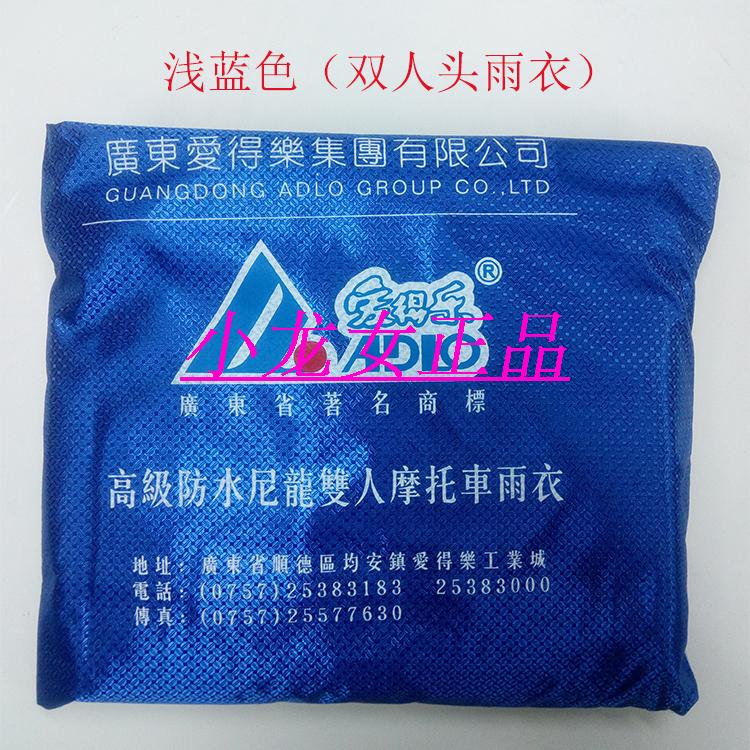 浅蓝色（双人头雨衣）
廣東愛得樂集團有限公司
GUANGDONG ADLO GROUP CO.,LTD
愛得乐®
ADLO
小龙女正品
廣東省著名商標
高級防水尼龍雙人摩托車雨衣
地址：廣東省順德區均安鎮愛得樂工業城
電話：(0757)25383183 25383000
傳真：(0757)25577630